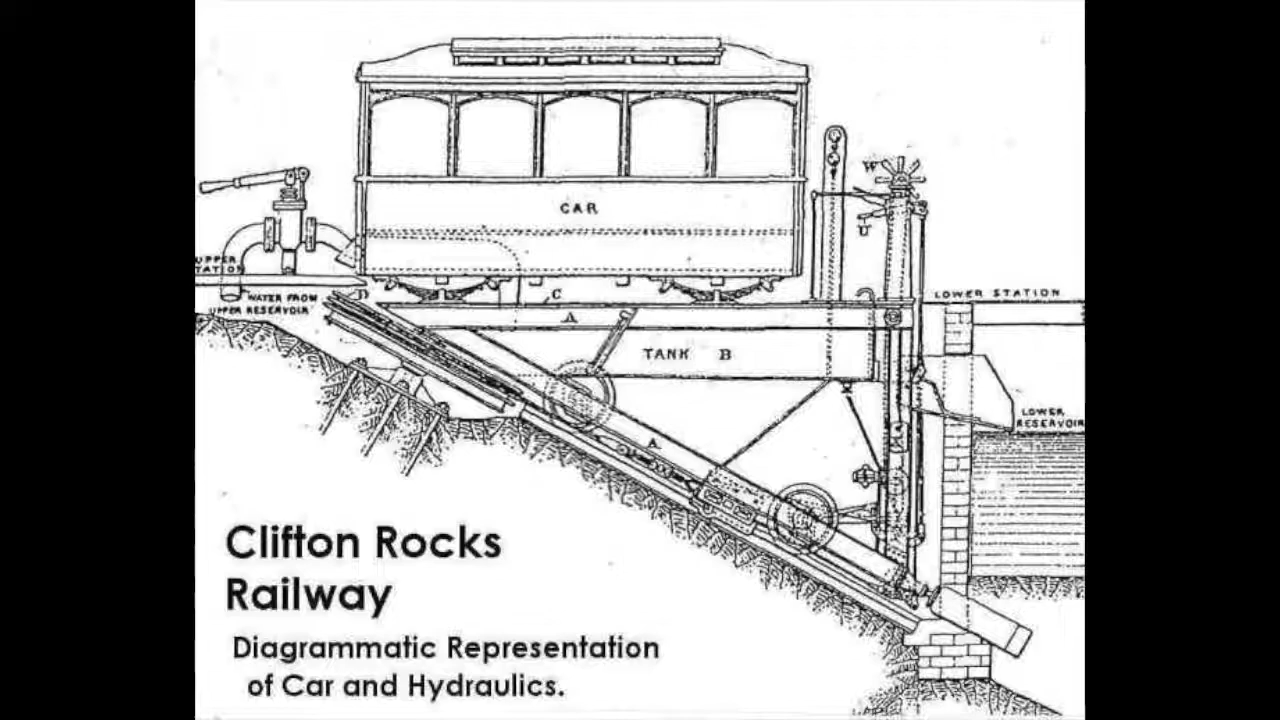 CAR
W
U
UPPER
STATION
WATER FROM
UPPER RESERVOIR
D
C
A
LOWER STATION
TANK B
LOWER
RESERVOIR
A
Clifton Rocks
Railway
Diagrammatic Representation
of Car and Hydraulics.